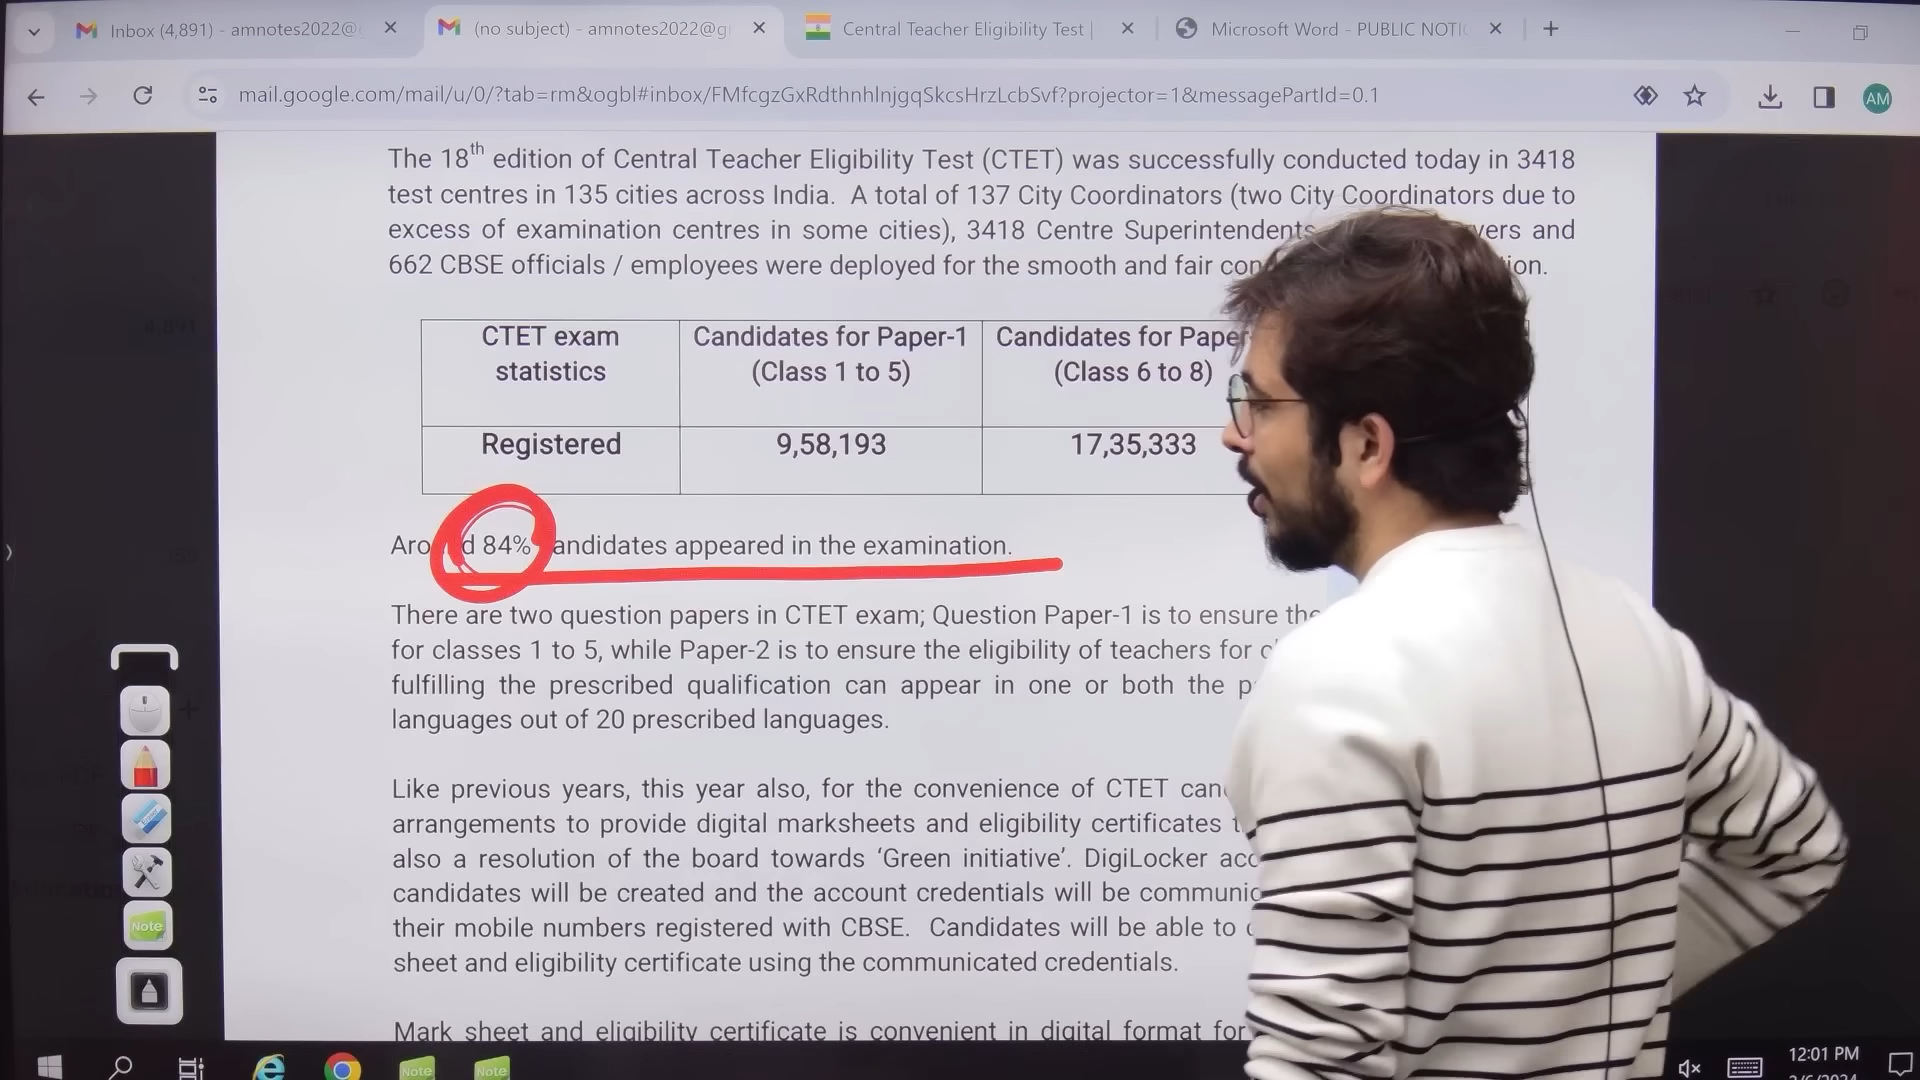 Inbox (4,891) - amnotes2022@
(no subject) - amnotes2022@g
Central Teacher Eligibility Test |
Microsoft Word - PUBLIC NOTI
mail.google.com/mail/u/0/?tab=rm&ogbl#inbox/FMfcgzGxRdthnhlnjgqSkcsHrzLcbSvf?projector=1&messagePartId=0.1
AM
The 18th edition of Central Teacher Eligibility Test (CTET) was successfully conducted today in 3418
test centres in 135 cities across India. A total of 137 City Coordinators (two City Coordinators due to
excess of examination centres in some cities), 3418 Centre Superintendents and
662 CBSE officials / employees were deployed for the smooth and fair
CTET exam
statistics
Candidates for Paper-1
(Class 1 to 5)
Candidates for Paper
(Class 6 to 8)
Registered
9,58,193
17,35,333
84% andidates appeared in the examination.
There are two question papers in CTET exam; Question Paper-1 is to ensure the
for classes 1 to 5, while Paper-2 is to ensure the eligibility of teachers for
fulfilling the prescribed qualification can appear in one or both the
languages out of 20 prescribed languages.
Like previous years, this year also, for the convenience of CTET
arrangements to provide digital marksheets and eligibility certificates
also a resolution of the board towards ‘Green initiative’. DigiLocker
candidates will be created and the account credentials will be
their mobile numbers registered with CBSE. Candidates will be able to
sheet and eligibility certificate using the communicated credentials.
Mark sheet and eligibility certificate is convenient in digital format for
Note
Note
Note
12:01 PM